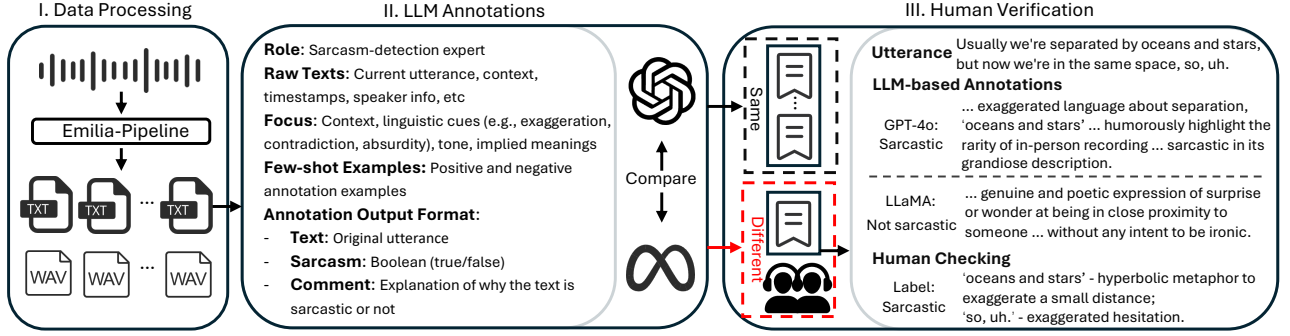 I. Data Processing
Emilia-Pipeline
TXT TXT ... TXT
WAV WAV ... WAV
II. LLM Annotations
Role: Sarcasm-detection expert
Raw Texts: Current utterance, context,
timestamps, speaker info, etc
Focus: Context, linguistic cues (e.g., exaggeration,
contradiction, absurdity), tone, implied meanings
Few-shot Examples: Positive and negative
annotation examples
Annotation Output Format:
- Text: Original utterance
- Sarcasm: Boolean (true/false)
- Comment: Explanation of why the text is
sarcastic or not
Compare
III. Human Verification
Same
Different
Utterance Usually we're separated by oceans and stars,
but now we're in the same space, so, uh.
LLM-based Annotations
GPT-4o:
Sarcastic
... exaggerated language about separation,
'oceans and stars' ... humorously highlight the
rarity of in-person recording ... sarcastic in its
grandiose description.
LLaMA:
Not sarcastic
... genuine and poetic expression of surprise
or wonder at being in close proximity to
someone ... without any intent to be ironic.
Human Checking
Label:
Sarcastic
'oceans and stars' - hyperbolic metaphor to
exaggerate a small distance;
'so, uh.' - exaggerated hesitation.